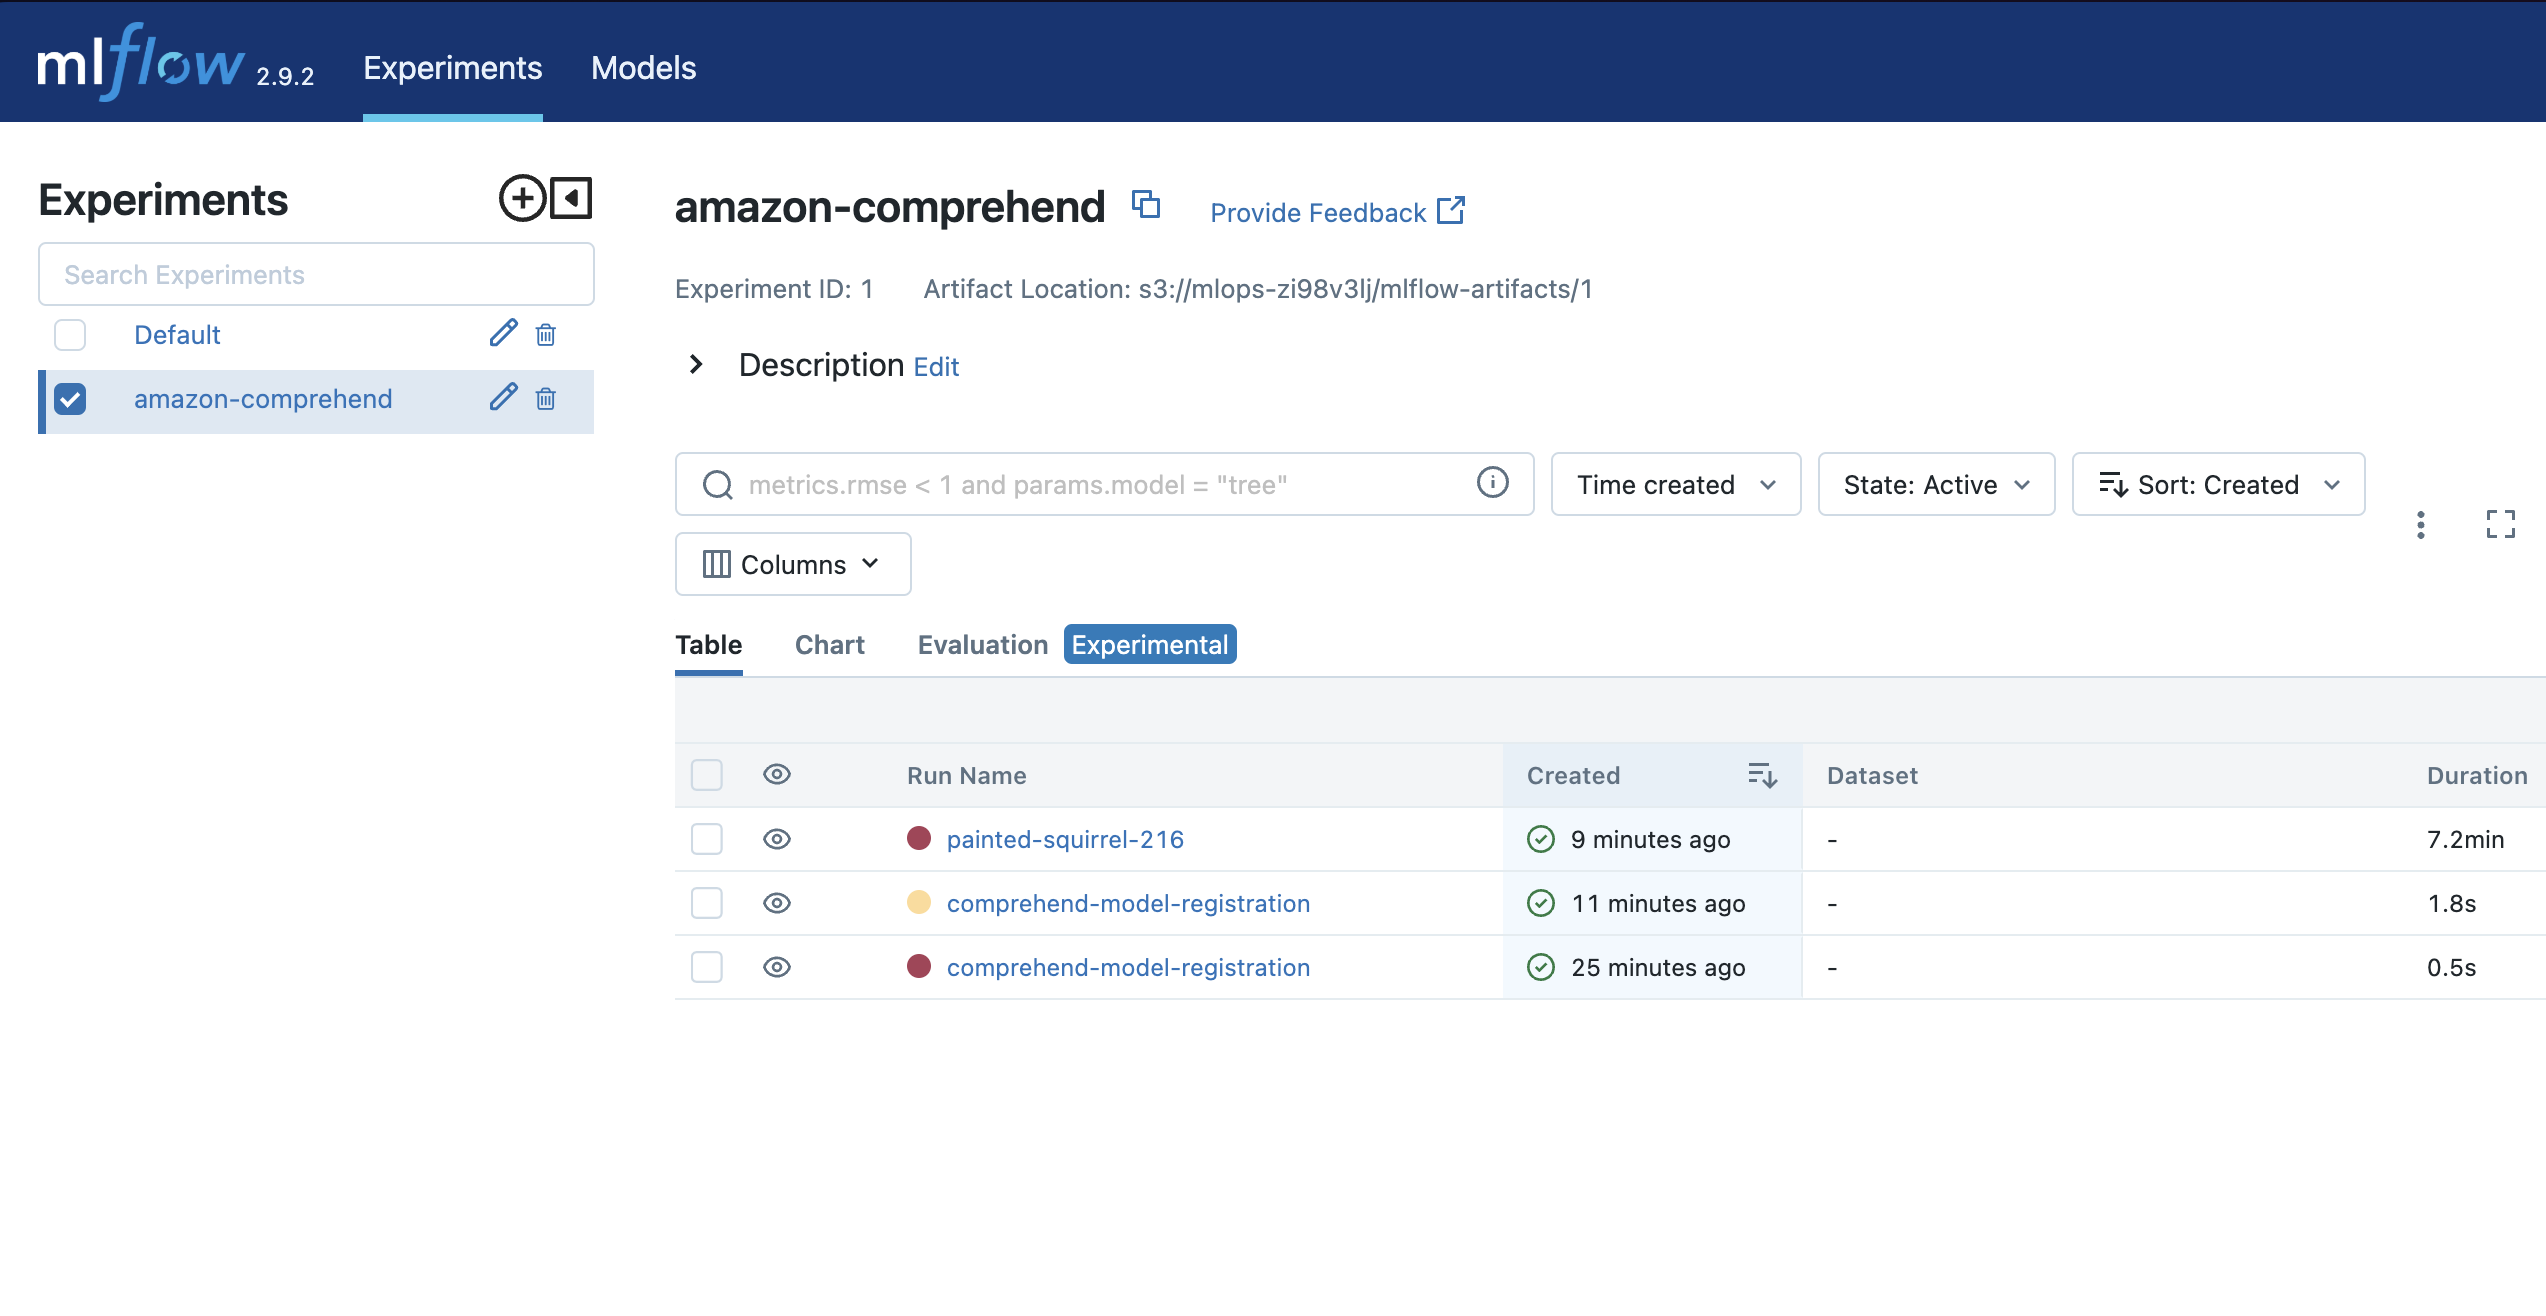 mlflow 2.9.2 Experiments Models
Experiments
Search Experiments
Default
amazon-comprehend
amazon-comprehend Provide Feedback
Experiment ID: 1 Artifact Location: s3://mlops-zi98v3lj/mlflow-artifacts/1
Description Edit
metrics.rmse < 1 and params.model = "tree" Time created State: Active Sort: Created
Columns
Table Chart Evaluation Experimental
Run Name Created Dataset Duration
painted-squirrel-216 9 minutes ago - 7.2min
comprehend-model-registration 11 minutes ago - 1.8s
comprehend-model-registration 25 minutes ago - 0.5s